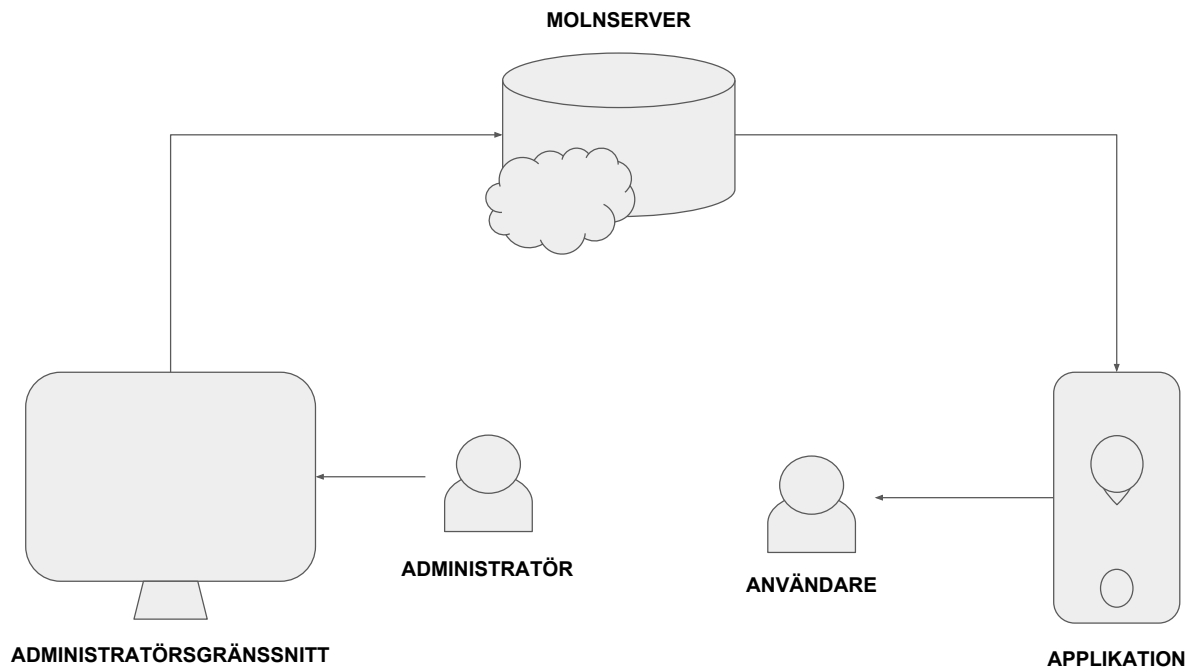 MOLNSERVER
ADMINISTRATÖR
ANVÄNDARE
ADMINISTRATÖRSGRÄNSSNITT
APPLIKATION